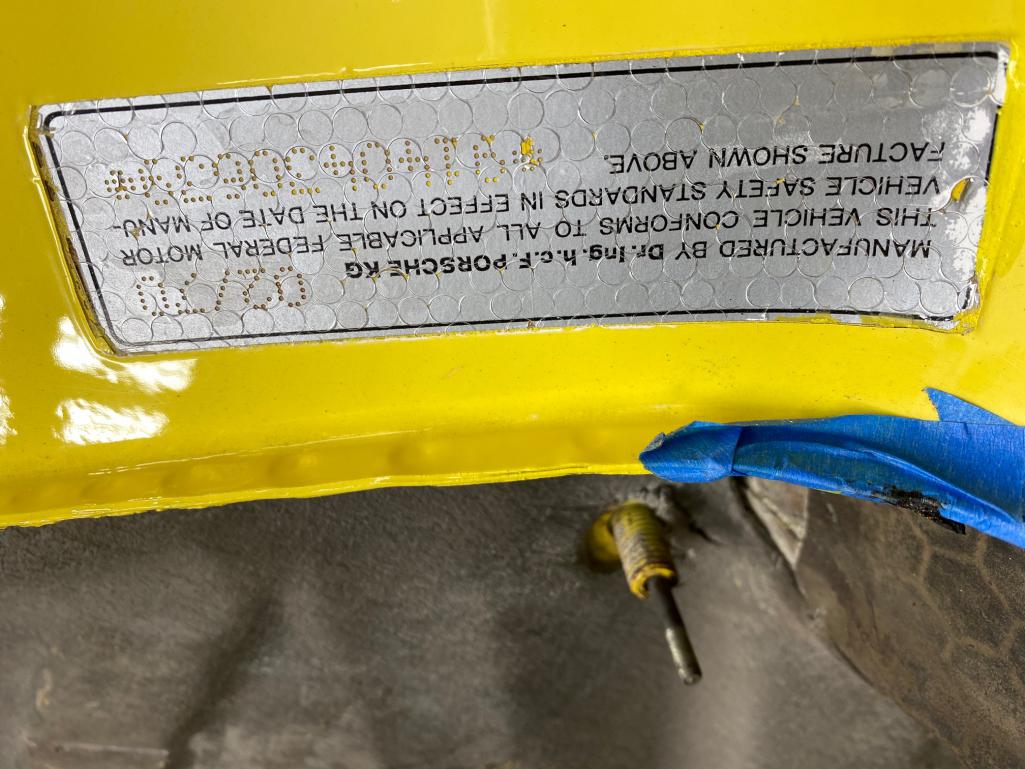 MANUFACTURED BY Dr.Ing.h.c.F.PORSCHE KG
THIS VEHICLE CONFORMS TO ALL APPLICABLE FEDERAL MOTOR
VEHICLE SAFETY STANDARDS IN EFFECT ON THE DATE OF MANU-
FACTURE SHOWN ABOVE.